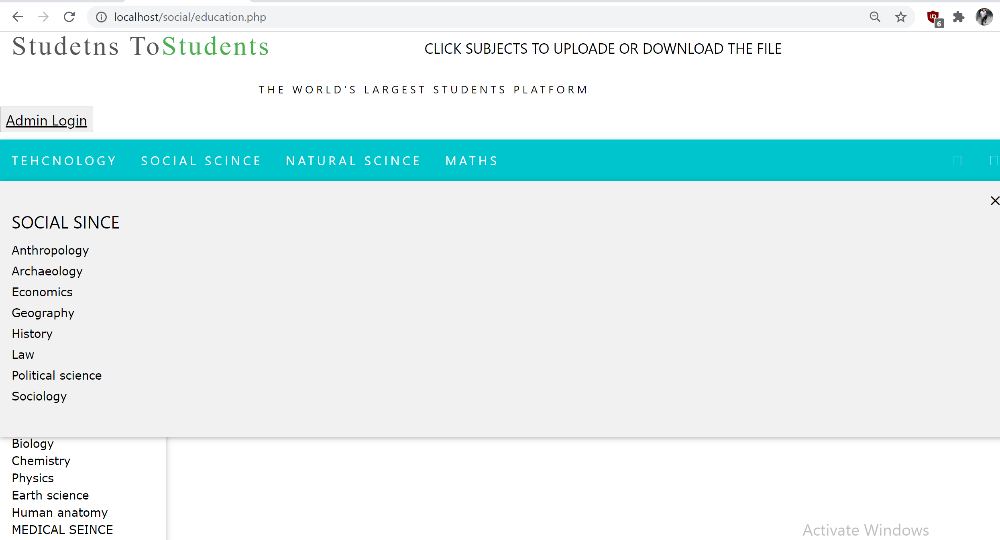 localhost/social/education.php
6
Studetns ToStudents
CLICK SUBJECTS TO UPLOADE OR DOWNLOAD THE FILE
THE WORLD'S LARGEST STUDENTS PLATFORM
Admin Login
TEHCNOLOGY SOCIAL SCINCE NATURAL SCINCE MATHS
SOCIAL SINCE
Anthropology
Archaeology
Economics
Geography
History
Law
Political science
Sociology
Biology
Chemistry
Physics
Earth science
Human anatomy
MEDICAL SEINCE
Activate Windows